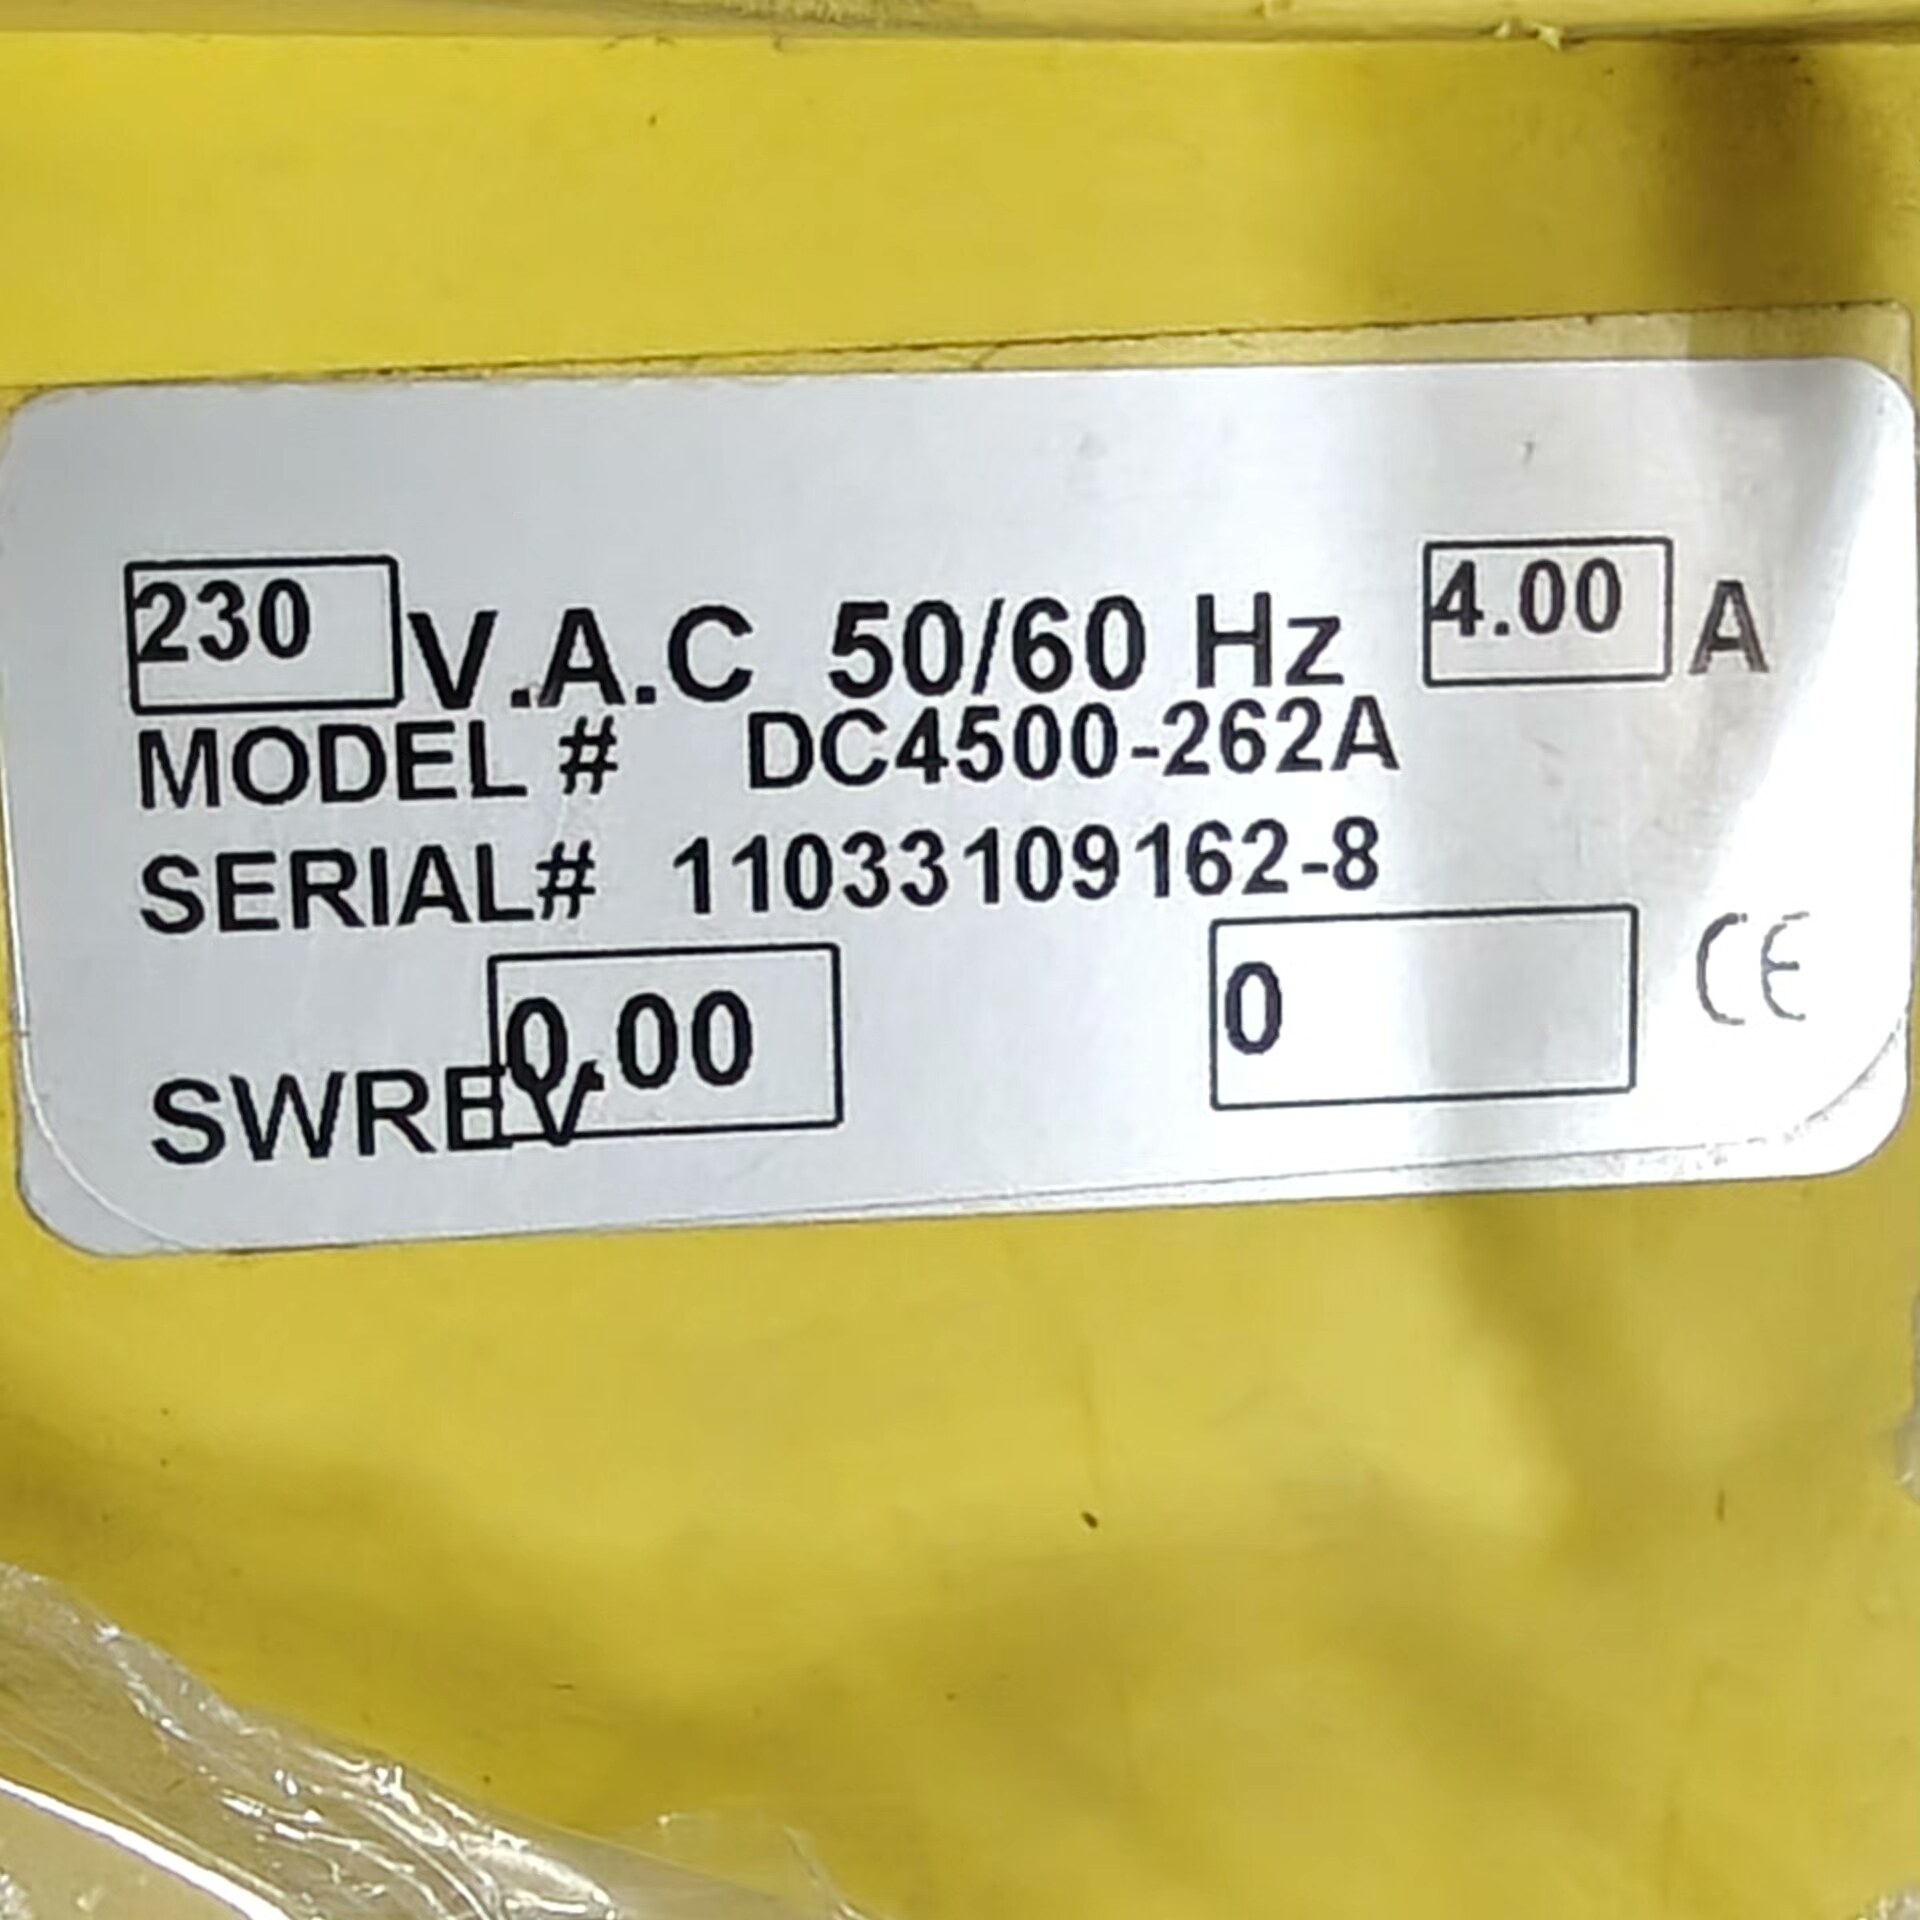 230 V.A.C 50/60 Hz 4.00 A
MODEL # DC4500-262A
SERIAL# 11033109162-8
SWREV 0.00 0 CE